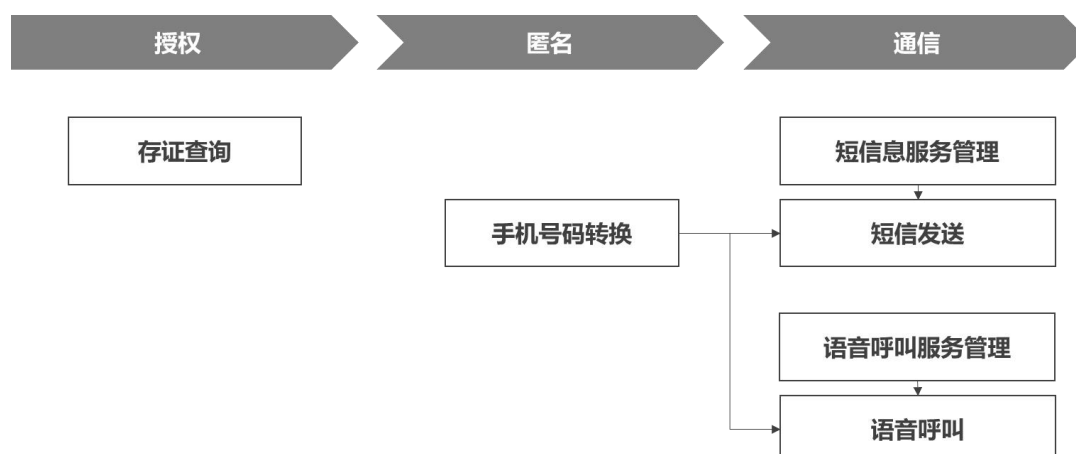 授权
匿名
通信
存证查询
短信息服务管理
手机号码转换
短信发送
语音呼叫服务管理
语音呼叫